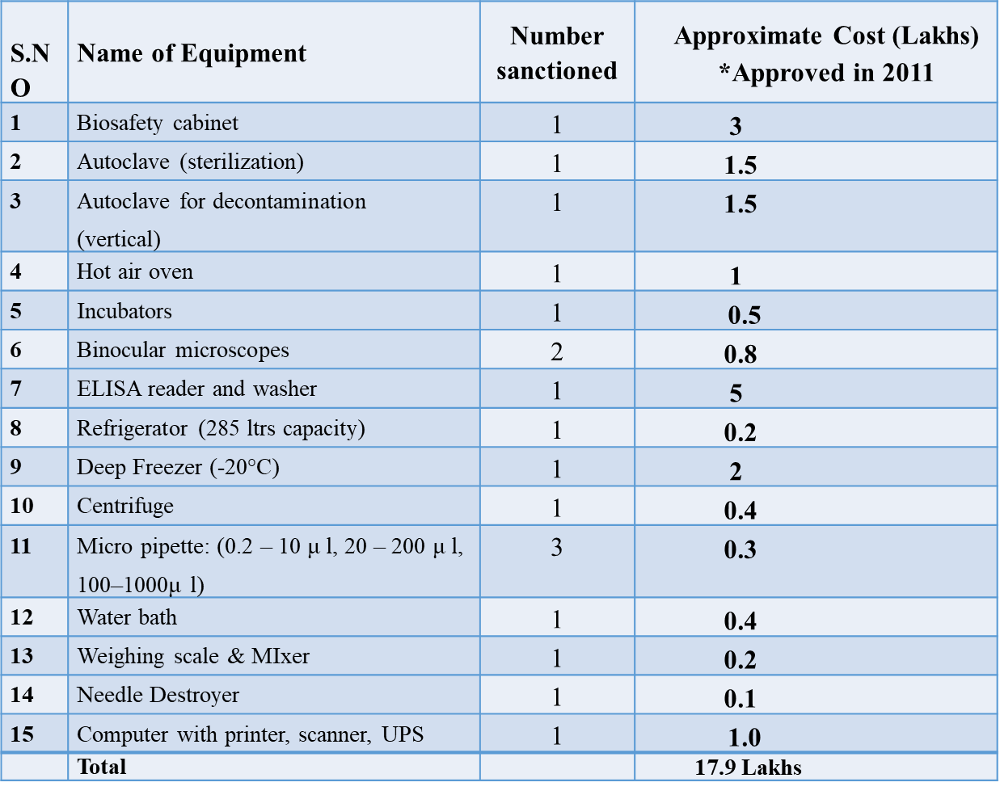 S.N
O
Name of Equipment
Number
sanctioned
Approximate Cost (Lakhs)
*Approved in 2011
1 Biosafety cabinet 1 3
2 Autoclave (sterilization) 1 1.5
3 Autoclave for decontamination 1 1.5
(vertical)
4 Hot air oven 1 1
5 Incubators 1 0.5
6 Binocular microscopes 2 0.8
7 ELISA reader and washer 1 5
8 Refrigerator (285 ltrs capacity) 1 0.2
9 Deep Freezer (-20°C) 1 2
10 Centrifuge 1 0.4
11 Micro pipette: (0.2 – 10 μ l, 20 – 200 μ l, 3 0.3
100–1000μ l)
12 Water bath 1 0.4
13 Weighing scale & MIxer 1 0.2
14 Needle Destroyer 1 0.1
15 Computer with printer, scanner, UPS 1 1.0
Total 17.9 Lakhs